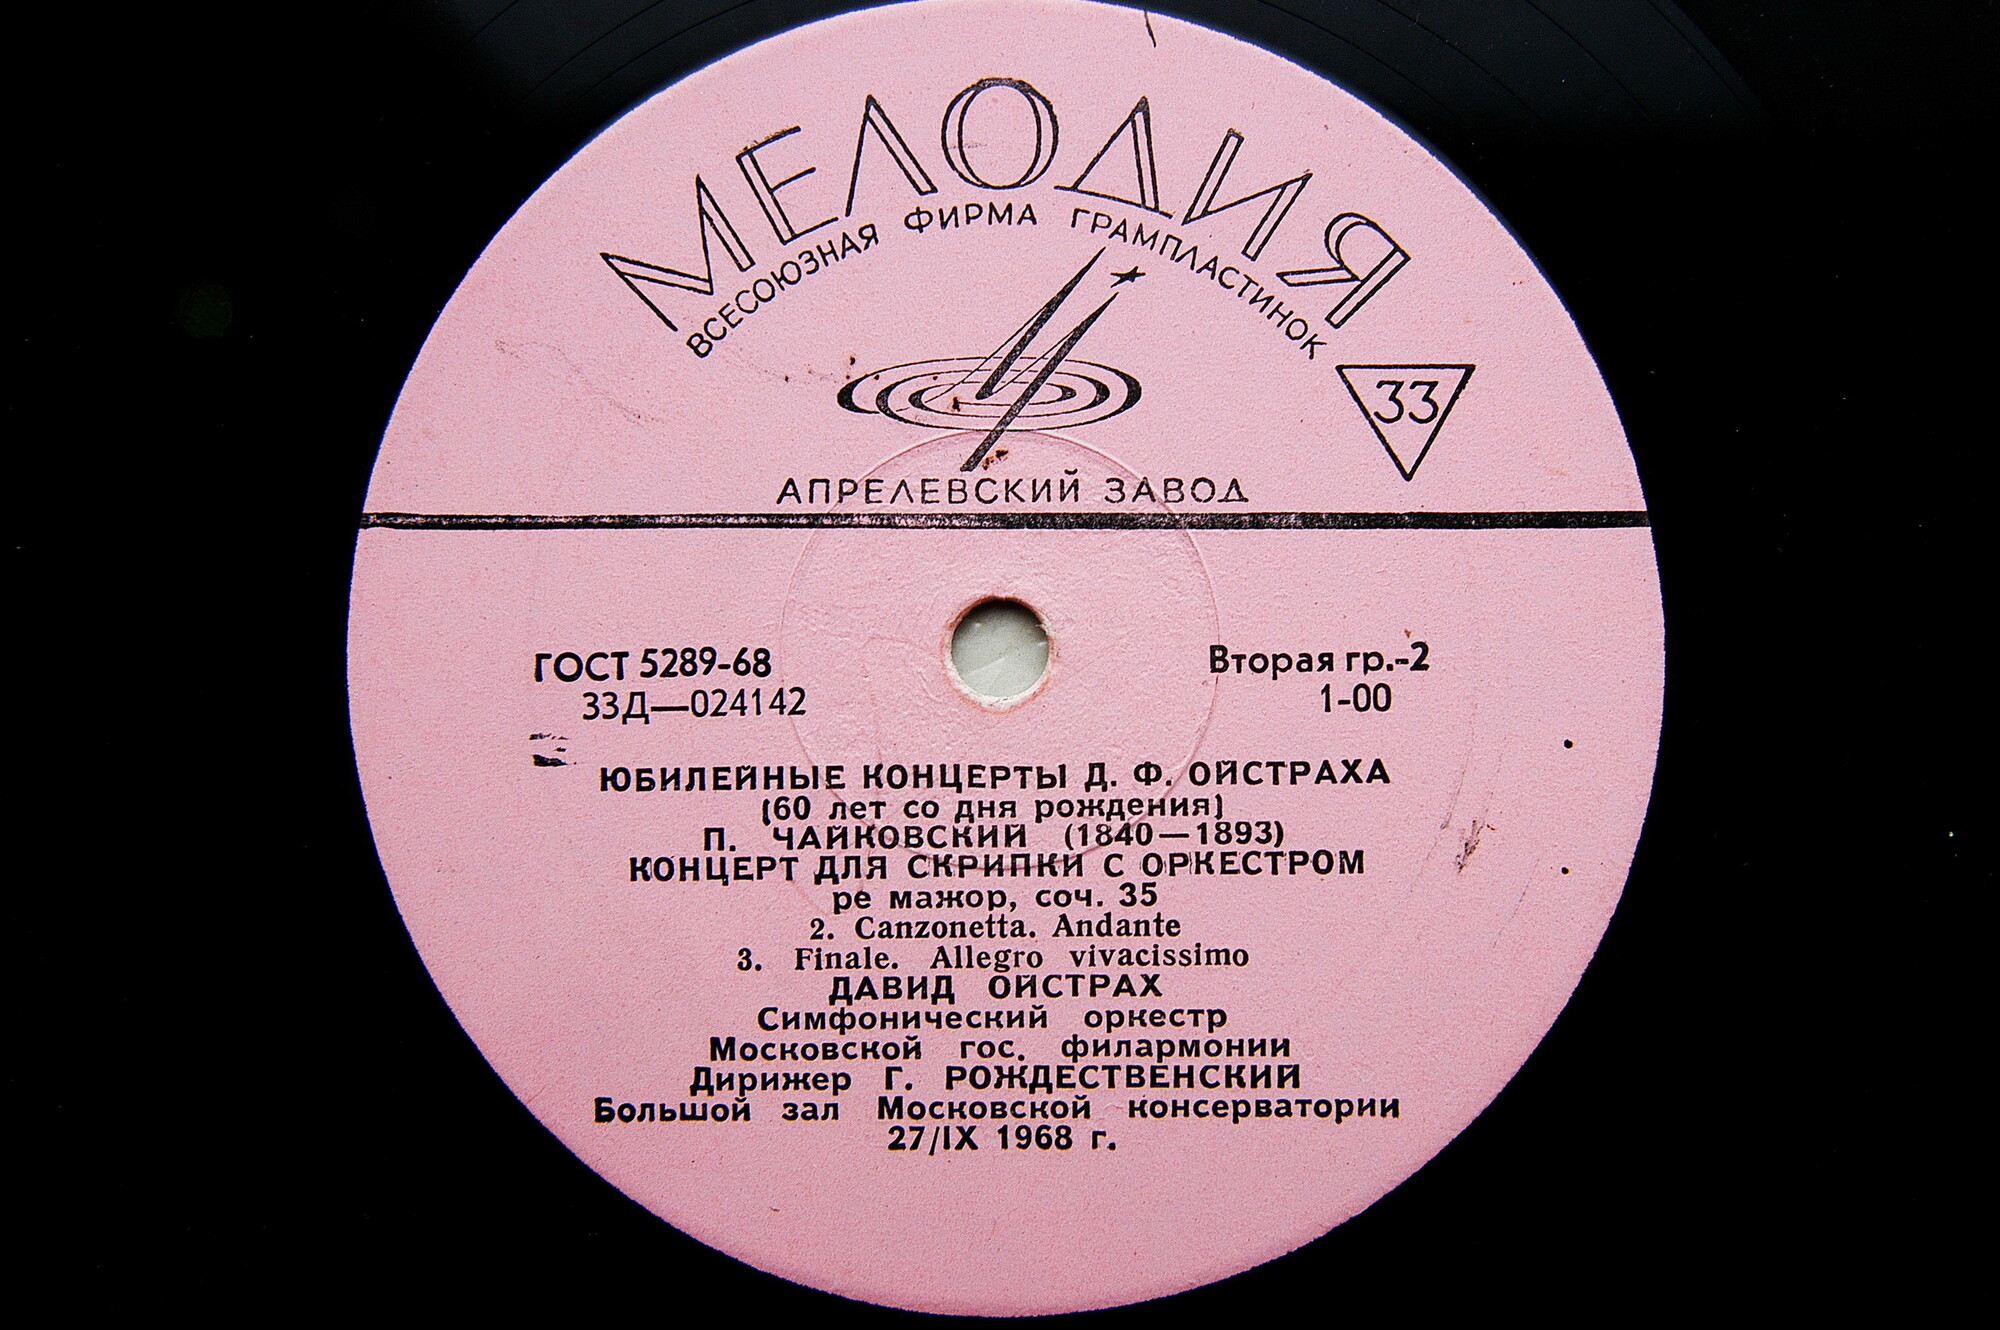 МЕЛОДИЯ
ВСЕСОЮЗНАЯ ФИРМА ГРАМПЛАСТИНОК
33
АПРЕЛЕВСКИЙ ЗАВОД
ГОСТ 5289-68
Вторая гр.-2
33Д—024142
1-00
ЮБИЛЕЙНЫЕ КОНЦЕРТЫ Д. Ф. ОЙСТРАХА
(60 лет со дня рождения)
П. ЧАЙКОВСКИЙ (1840—1893)
КОНЦЕРТ ДЛЯ СКРИПКИ С ОРКЕСТРОМ
ре мажор, соч. 35
2. Canzonetta. Andante
3. Finale. Allegro vivacissimo
ДАВИД ОЙСТРАХ
Симфонический оркестр
Московской гос. филармонии
Дирижер Г. РОЖДЕСТВЕНСКИЙ
Большой зал Московской консерватории
27/IX 1968 г.